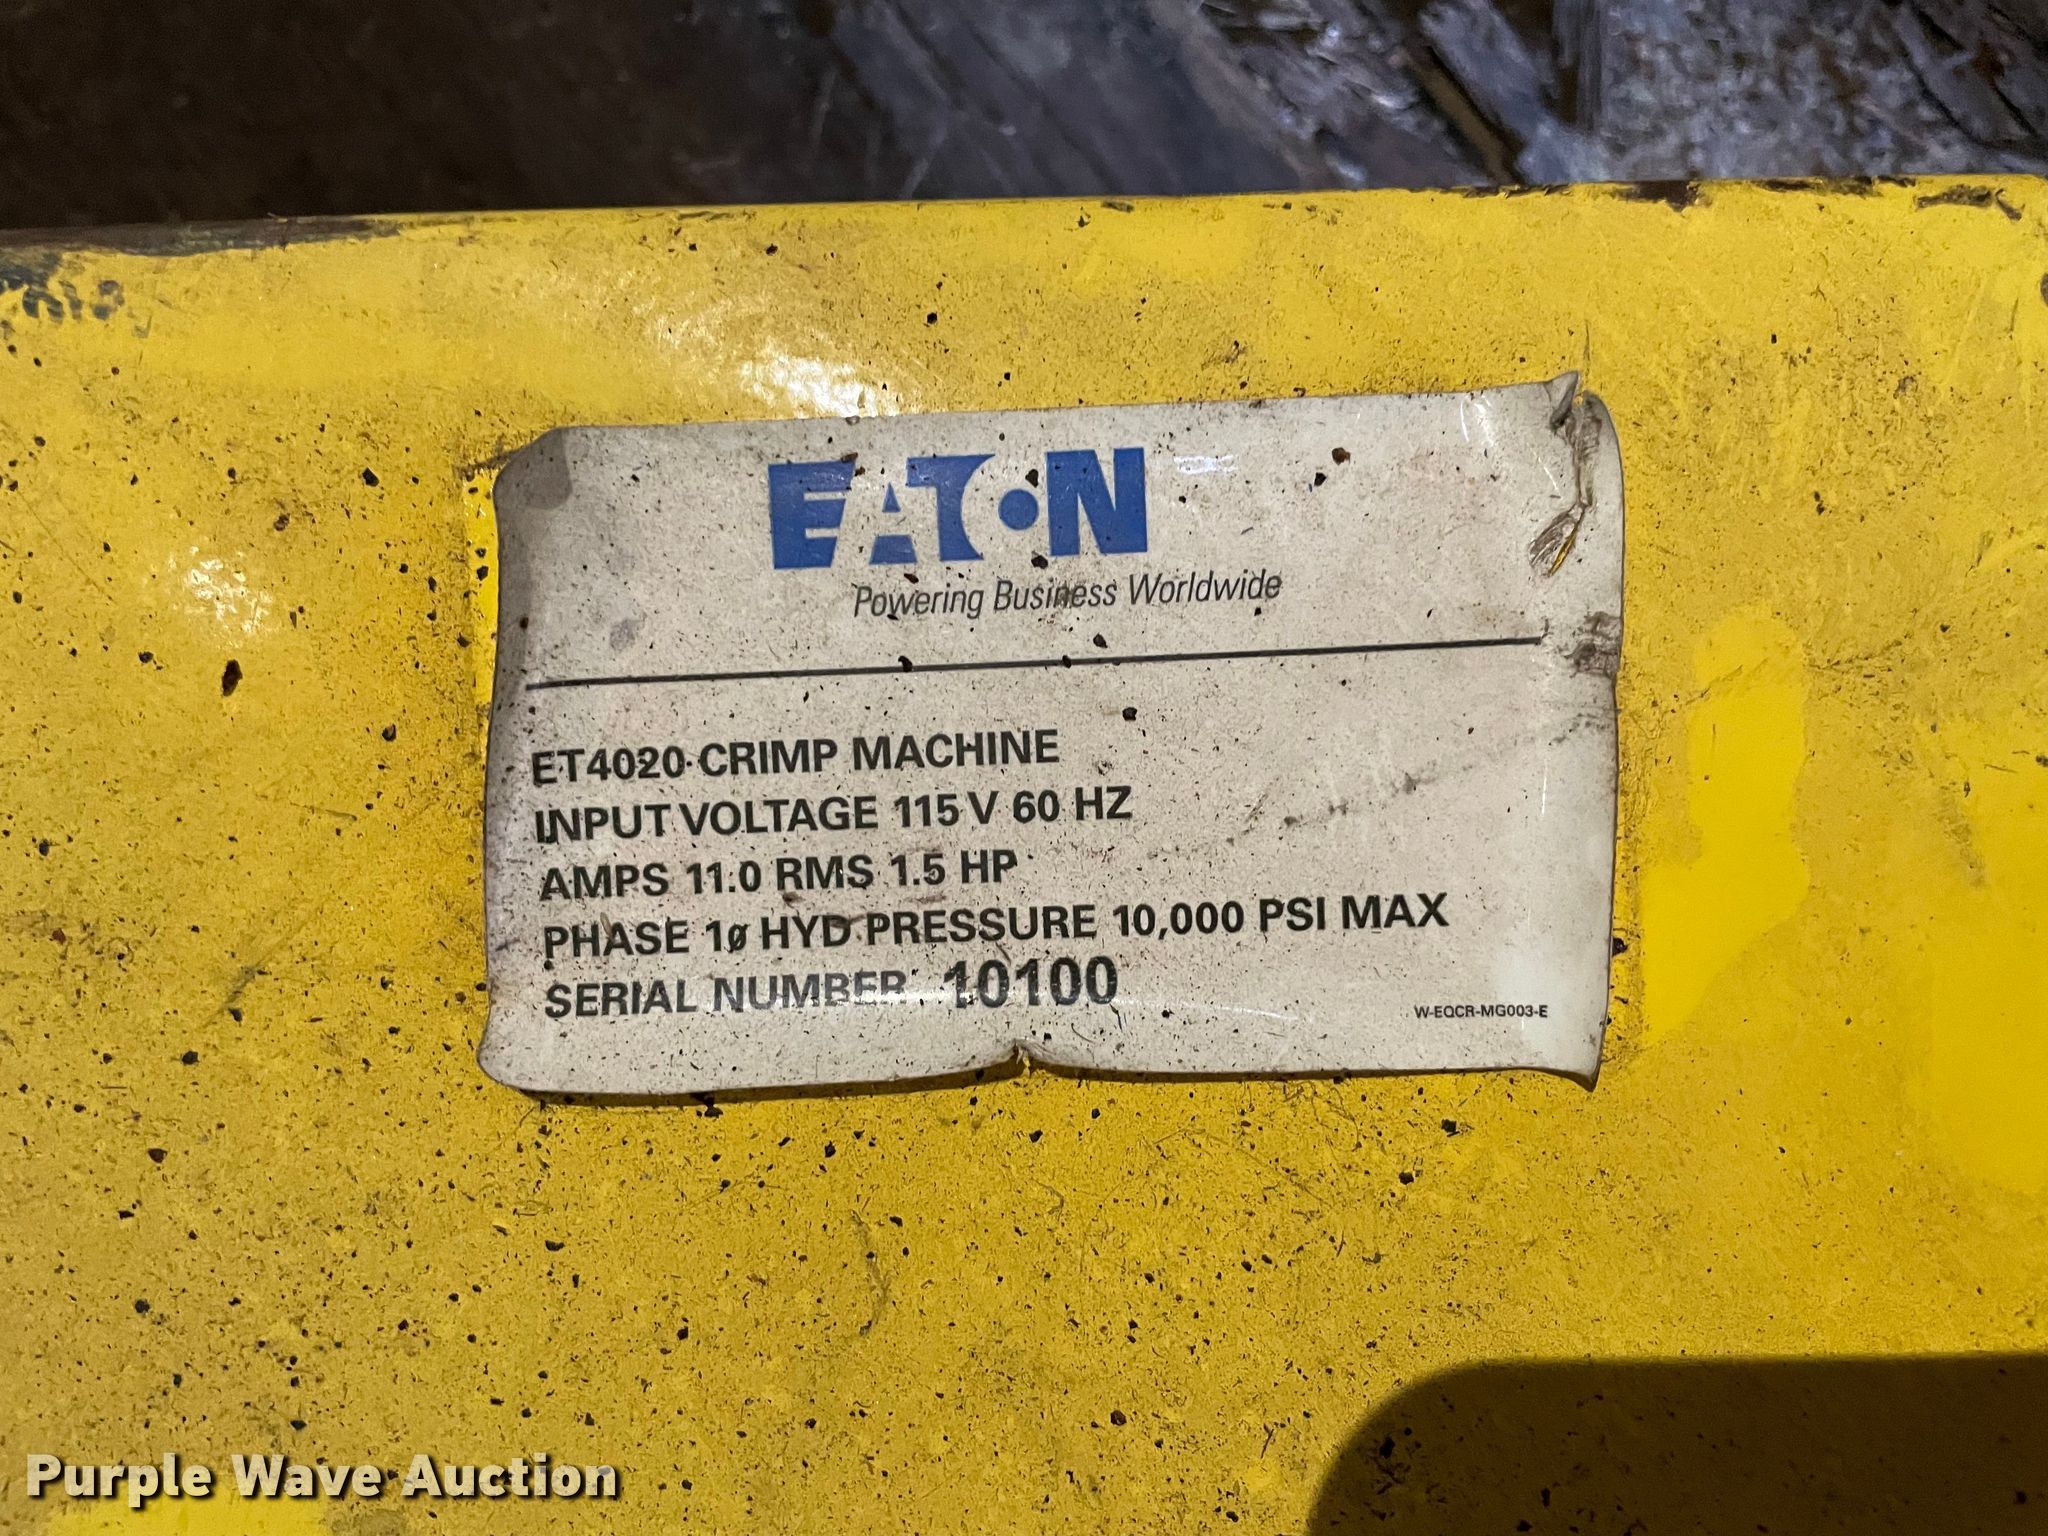 EATON
Powering Business Worldwide
ET4020 CRIMP MACHINE
INPUT VOLTAGE 115 V 60 HZ
AMPS 11.0 RMS 1.5 HP
PHASE 1ø HYD PRESSURE 10,000 PSI MAX
SERIAL NUMBER 10100
W-EQCR-MG003-E
Purple Wave Auction